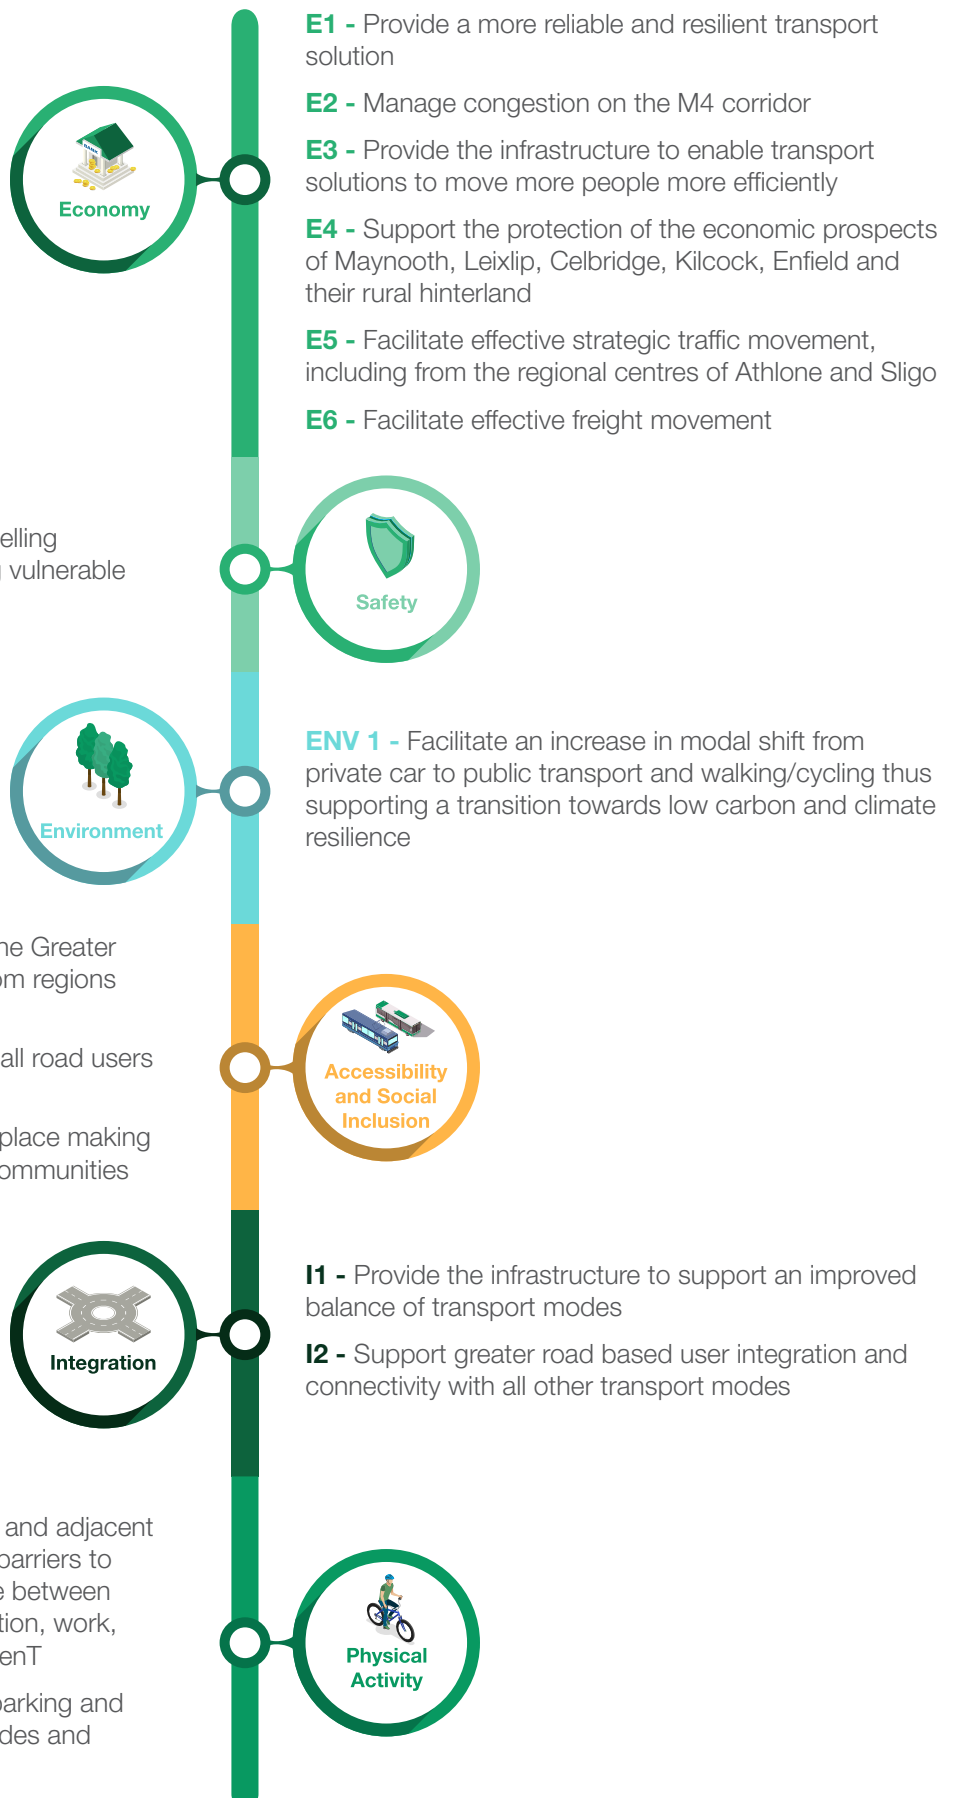 E1 - Provide a more reliable and resilient transport
solution
E2 - Manage congestion on the M4 corridor
E3 - Provide the infrastructure to enable transport
solutions to move more people more efficiently
BANK
Economy
E4 - Support the protection of the economic prospects
of Maynooth, Leixlip, Celbridge, Kilcock, Enfield and
their rural hinterland
E5 - Facilitate effective strategic traffic movement,
including from the regional centres of Athlone and Sligo
E6 - Facilitate effective freight movement
elling
vulnerable
Safety
Environment
ENV 1 - Facilitate an increase in modal shift from
private car to public transport and walking/cycling thus
supporting a transition towards low carbon and climate
resilience
he Greater
om regions
all road users
place making
ommunities
Accessibility
and Social
Inclusion
Integration
I1 - Provide the infrastructure to support an improved
balance of transport modes
I2 - Support greater road based user integration and
connectivity with all other transport modes
and adjacent
barriers to
e between
tion, work,
enT
parking and
des and
Physical
Activity